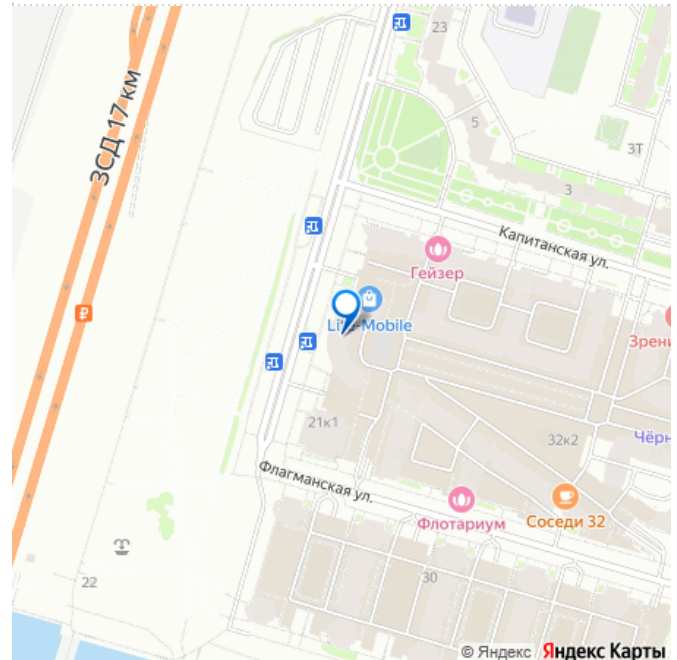 23
ЗСД 17 км
5
3Т
3
Капитанская ул.
Гейзер
Life-Mobile
Зрени
21к1
32к2
Чёрн
Флагманская ул.
Флотариум
Соседи 32
30
22
© Яндекс Яндекс Карты